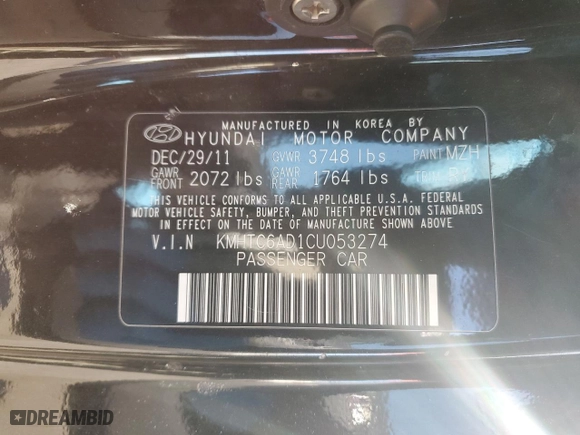 MANUFACTURED IN KOREA BY
HYUNDAI MOTOR COMPANY
DEC/29/11 GVWR 3748 lbs PAINT MZH
GAWR FRONT 2072 lbs GAWR REAR 1764 lbs TRIM
THIS VEHICLE CONFORMS TO ALL APPLICABLE U.S.A. FEDERAL
MOTOR VEHICLE SAFETY, BUMPER, AND THEFT PREVENTION
STANDARDS IN EFFECT ON THE DATE OF MANUFACTURE SHOWN
ABOVE.
V.I.N KMHTC6AD1CU053274
PASSENGER CAR
DREAMBID